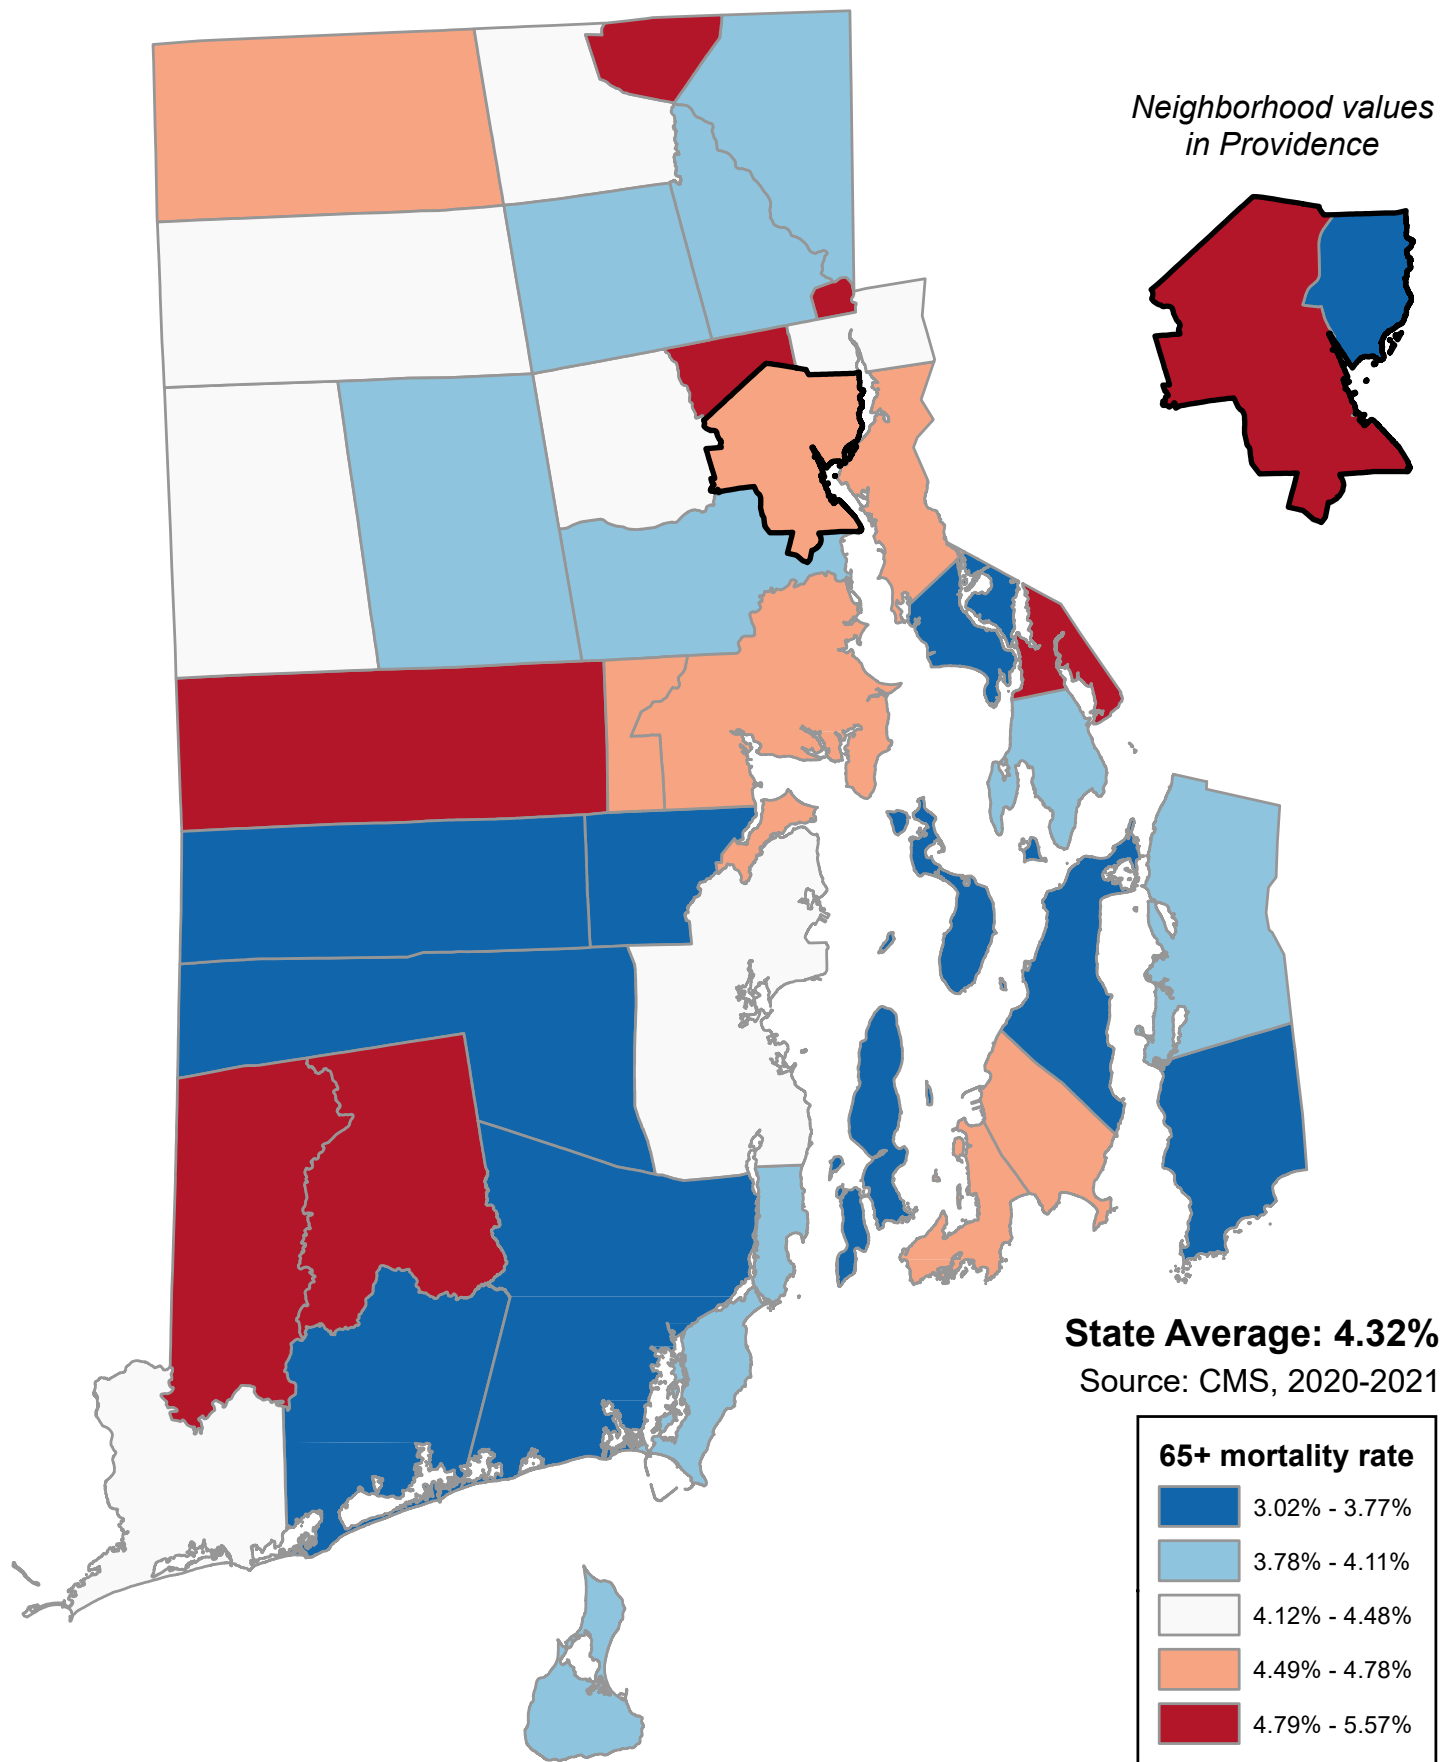 Neighborhood values
in Providence
State Average: 4.32%
Source: CMS, 2020-2021
65+ mortality rate
3.02% - 3.77%
3.78% - 4.11%
4.12% - 4.48%
4.49% - 4.78%
4.79% - 5.57%